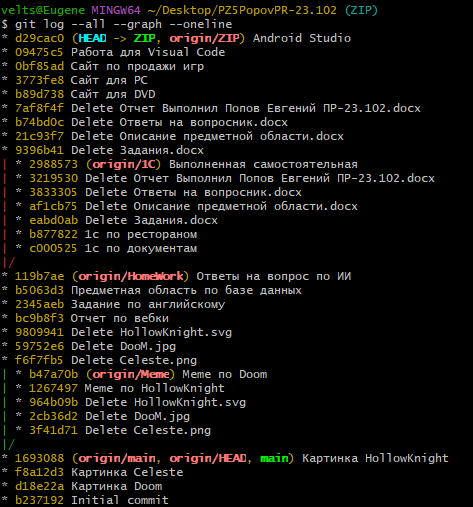 velts@Eugene MINGW64 ~/Desktop/PZ5PopovPR-23.102 (ZIP)
$ git log --all --graph --oneline
* d29cac0 (HEAD -> ZIP, origin/ZIP) Android Studio
* 09475c5 Работа для Visual Code
* 0bf85ad Сайт по продажи игр
* 3773fe8 Сайт для PC
* b89d738 Сайт для DVD
* 7af8f4f Delete Отчет Выполнил Попов Евгений ПР-23.102.docx
* b74bd0c Delete Ответы на вопросник.docx
* 21c93f7 Delete Описание предметной области.docx
* 9396b41 Delete Задания.docx
| * 2988573 (origin/1C) Выполненная самостоятельная
| * 3219530 Delete Отчет Выполнил Попов Евгений ПР-23.102.docx
| * 3833305 Delete Ответы на вопросник.docx
| * af1cb75 Delete Описание предметной области.docx
| * eabd0ab Delete Задания.docx
| * b877822 1с по ресторанам
| * c000525 1с по документам
|/
* 119b7ae (origin/HomeWork) Ответы на вопрос по ИИ
* b5063d3 Предметная область по базе данных
* 2345aeb Задание по английскому
* bc9b8f3 Отчет по вебки
* 9809941 Delete HollowKnight.svg
* 59752e6 Delete DooM.jpg
* f6f7fb5 Delete Celeste.png
| * b47a70b (origin/Meme) Меме по Doom
| * 1267497 Меме по HollowKnight
| * 964b09b Delete HollowKnight.svg
| * 2cb36d2 Delete DooM.jpg
| * 3f41d71 Delete Celeste.png
|/
* 1693088 (origin/main, origin/HEAD, main) Картинка HollowKnight
* f8a12d3 Картинка Celeste
* d18e22a Картинка Doom
* b237192 Initial commit